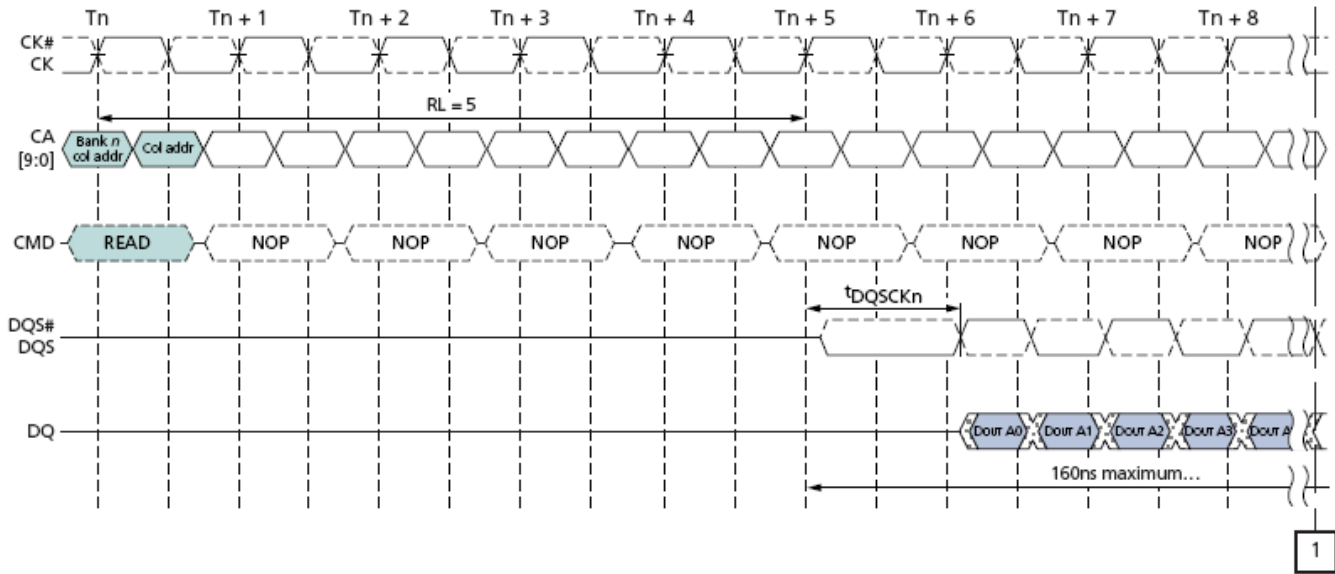 Tn Tn + 1 Tn + 2 Tn + 3 Tn + 4 Tn + 5 Tn + 6 Tn + 7 Tn + 8
CK#
CK
RL = 5
CA
[9:0]
Bank n
col addr
Col addr
CMD READ NOP NOP NOP NOP NOP NOP NOP NOP
tDQSCKn
DQS#
DQS
DQ DOUT A0 DOUT A1 DOUT A2 DOUT A3 DOUT A
160ns maximum...
1